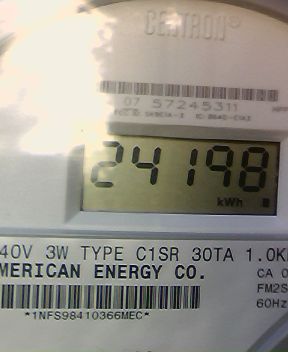 CENTRON®
07 57245311
24198
kWh
40V 3W TYPE C1SR 30TA 1.0K
MERICAN ENERGY CO.
CA 0
FM2S
60Hz
*1NFS98410366MEC*